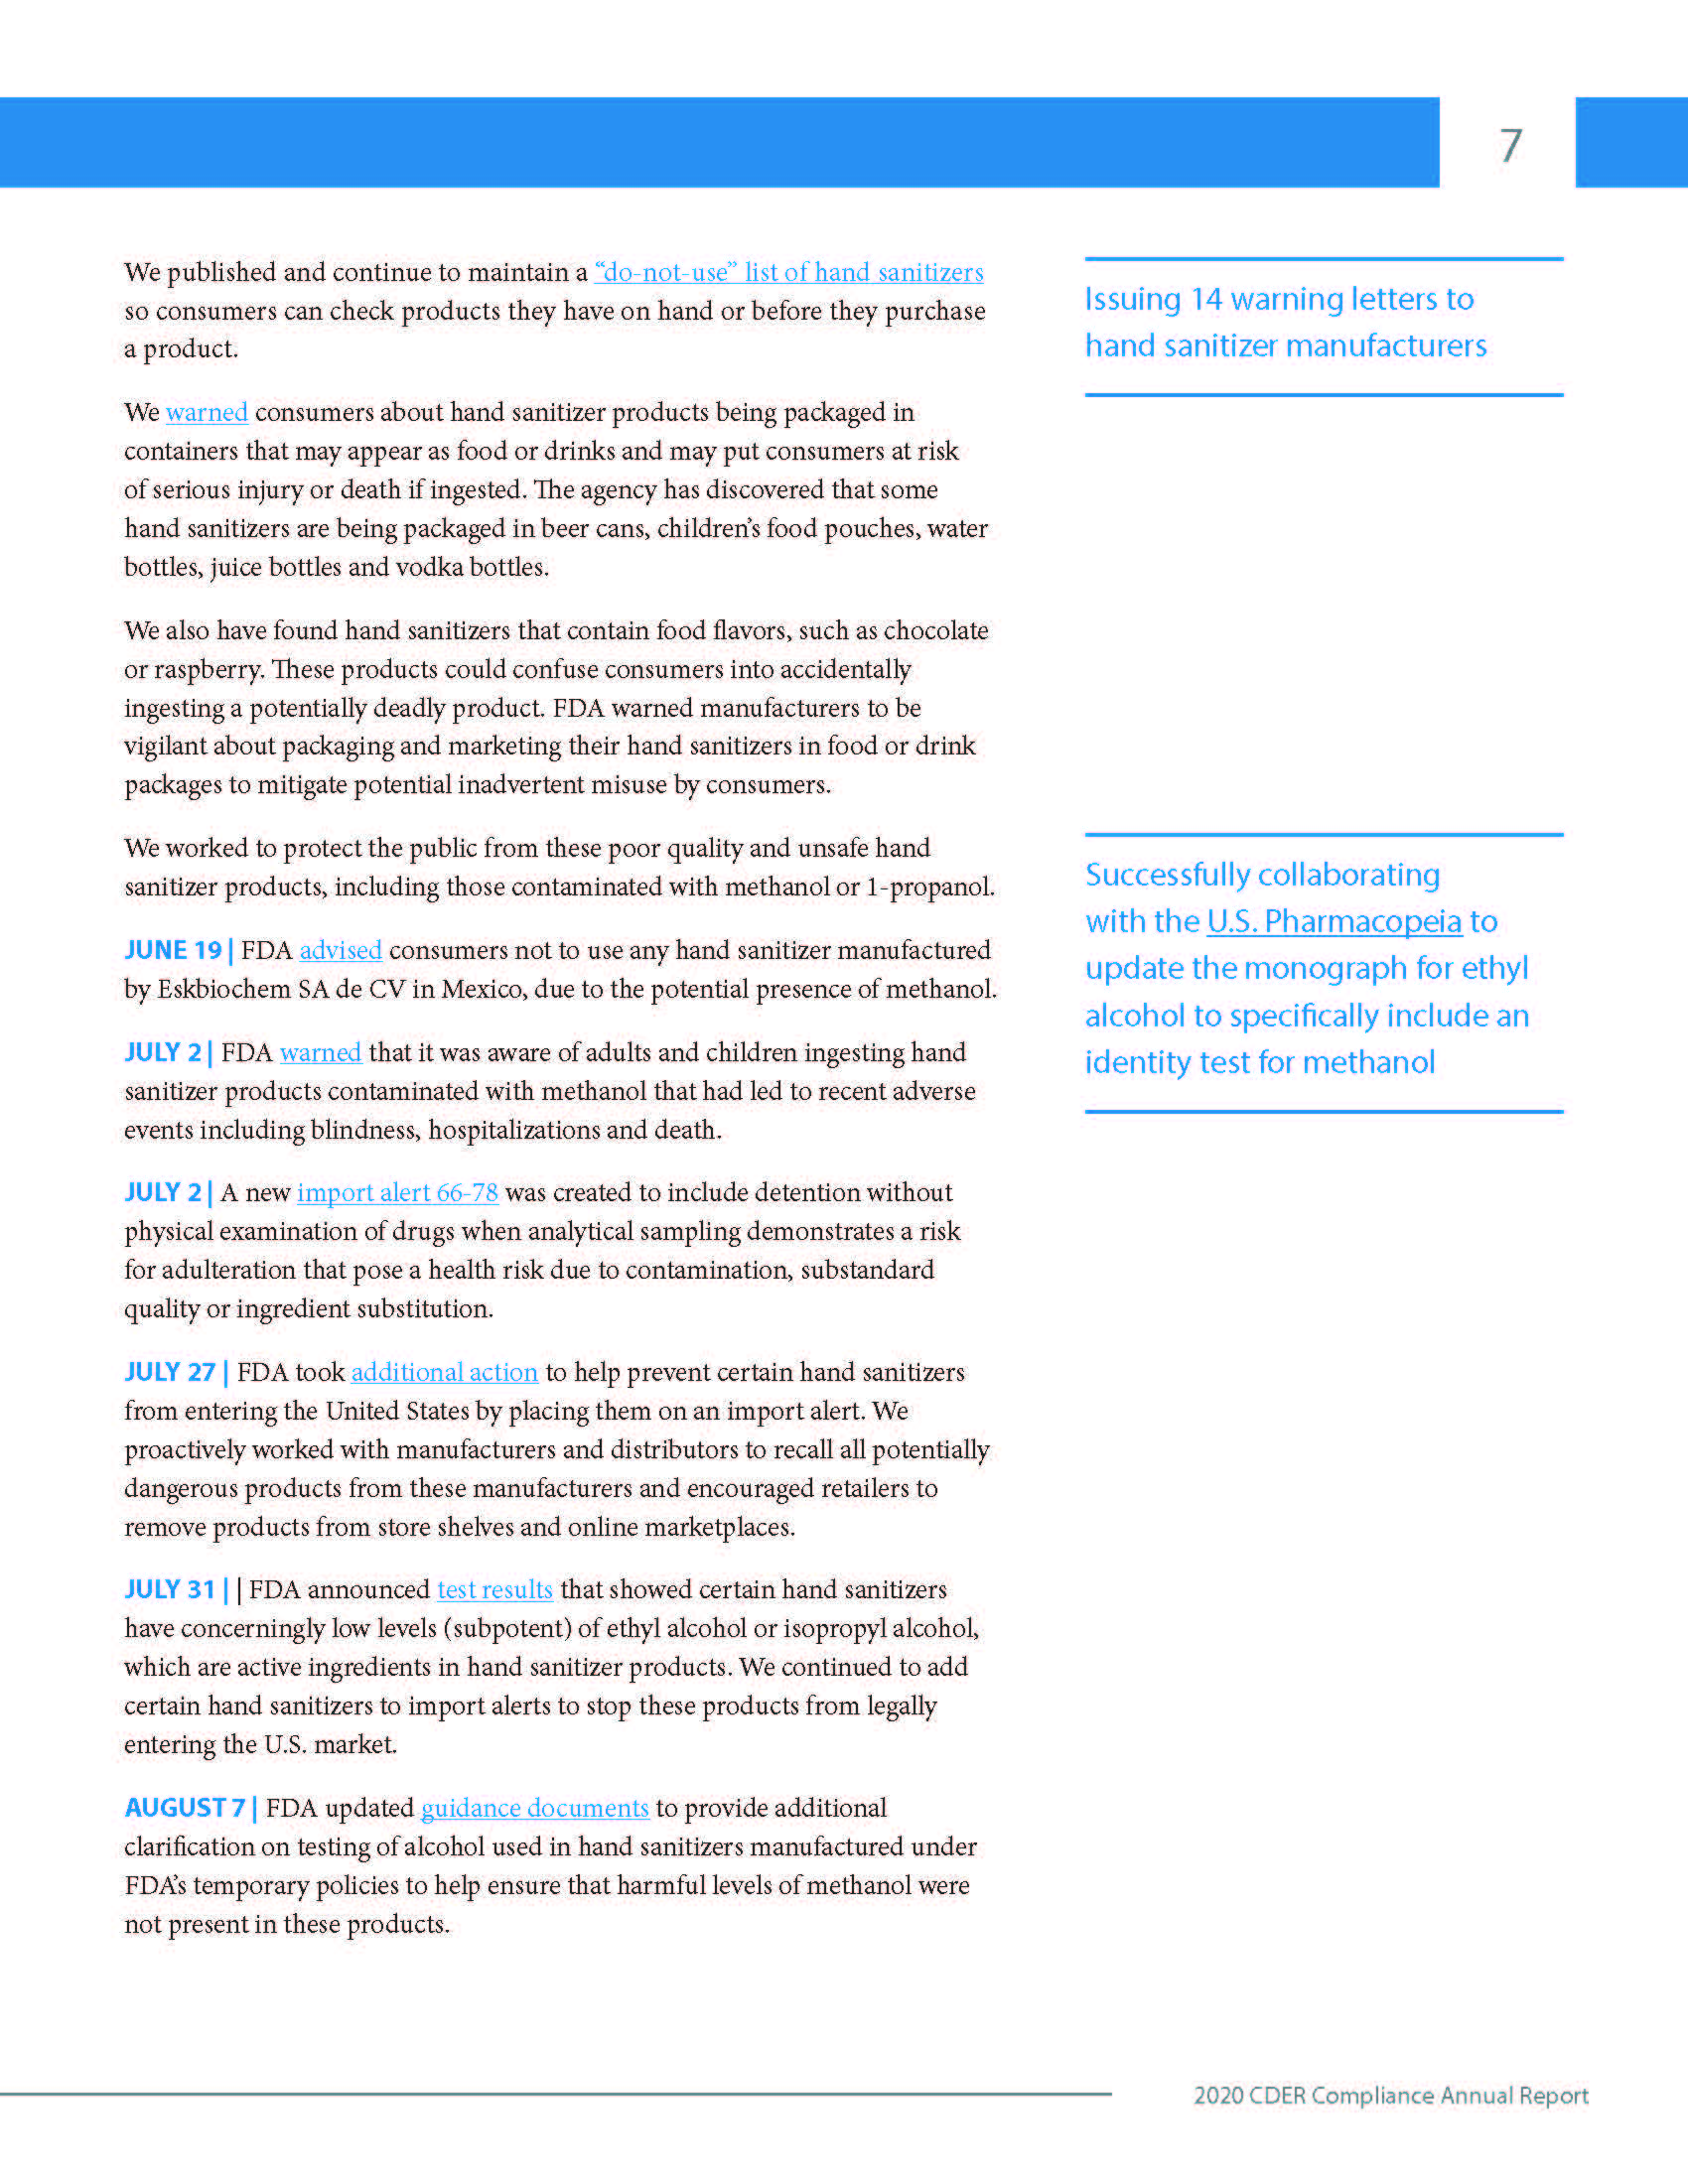 7
We published and continue to maintain a “do-not-use” list of hand sanitizers
so consumers can check products they have on hand or before they purchase
a product.
We warned consumers about hand sanitizer products being packaged in
containers that may appear as food or drinks and may put consumers at risk
of serious injury or death if ingested. The agency has discovered that some
hand sanitizers are being packaged in beer cans, children’s food pouches, water
bottles, juice bottles and vodka bottles.
We also have found hand sanitizers that contain food flavors, such as chocolate
or raspberry. These products could confuse consumers into accidentally
ingesting a potentially deadly product. FDA warned manufacturers to be
vigilant about packaging and marketing their hand sanitizers in food or drink
packages to mitigate potential inadvertent misuse by consumers.
We worked to protect the public from these poor quality and unsafe hand
sanitizer products, including those contaminated with methanol or 1-propanol.
JUNE 19 | FDA advised consumers not to use any hand sanitizer manufactured
by Eskbiochem SA de CV in Mexico, due to the potential presence of methanol.
JULY 2 | FDA warned that it was aware of adults and children ingesting hand
sanitizer products contaminated with methanol that had led to recent adverse
events including blindness, hospitalizations and death.
JULY 2 | A new import alert 66-78 was created to include detention without
physical examination of drugs when analytical sampling demonstrates a risk
for adulteration that pose a health risk due to contamination, substandard
quality or ingredient substitution.
JULY 27 | FDA took additional action to help prevent certain hand sanitizers
from entering the United States by placing them on an import alert. We
proactively worked with manufacturers and distributors to recall all potentially
dangerous products from these manufacturers and encouraged retailers to
remove products from store shelves and online marketplaces.
JULY 31 | | FDA announced test results that showed certain hand sanitizers
have concerningly low levels (subpotent) of ethyl alcohol or isopropyl alcohol,
which are active ingredients in hand sanitizer products. We continued to add
certain hand sanitizers to import alerts to stop these products from legally
entering the U.S. market.
AUGUST 7 | FDA updated guidance documents to provide additional
clarification on testing of alcohol used in hand sanitizers manufactured under
FDA’s temporary policies to help ensure that harmful levels of methanol were
not present in these products.
Issuing 14 warning letters to
hand sanitizer manufacturers
Successfully collaborating
with the U.S. Pharmacopeia to
update the monograph for ethyl
alcohol to specifically include an
identity test for methanol
2020 CDER Compliance Annual Report